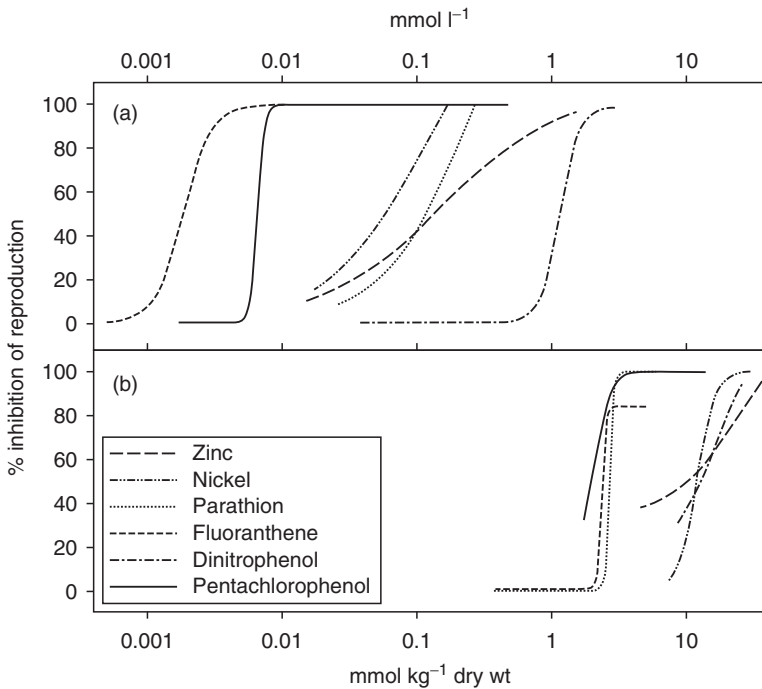 mmol l⁻¹
0.001 0.01 0.1 1 10
100
80
60
40
20
0
(a)
100
80
60
40
20
0
(b)
% inhibition of reproduction
Zinc
Nickel
Parathion
Fluoranthene
Dinitrophenol
Pentachlorophenol
0.001 0.01 0.1 1 10
mmol kg⁻¹ dry wt